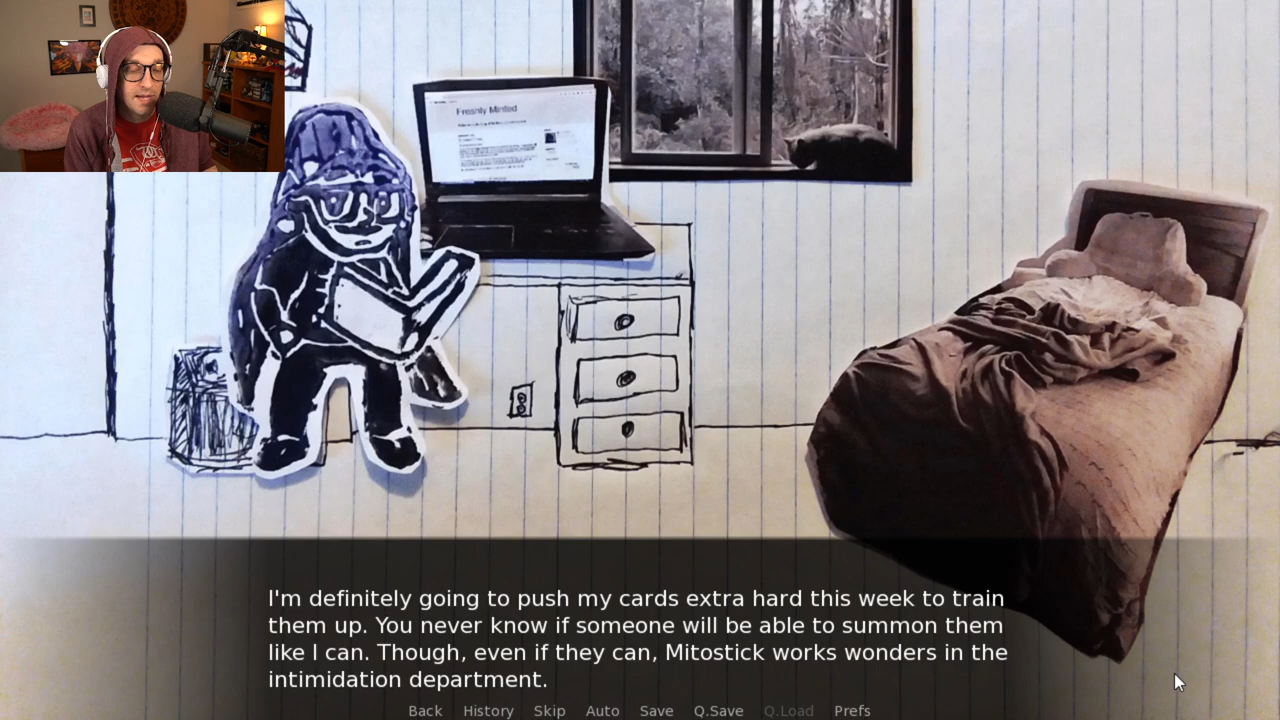 Freshly Minted
I'm definitely going to push my cards extra hard this week to train
them up. You never know if someone will be able to summon them
like I can. Though, even if they can, Mitostick works wonders in the
intimidation department.
Back History Skip Auto Save Q.Save Q.Load Prefs